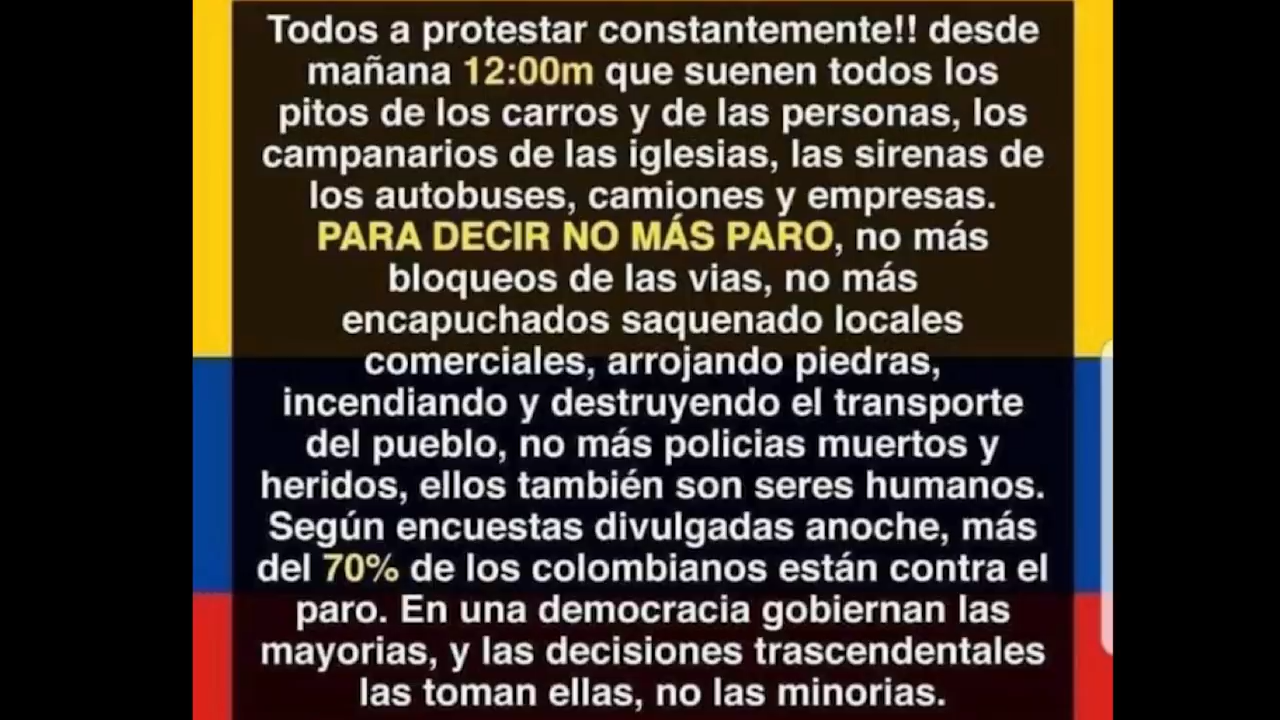 Todos a protestar constantemente!! desde
mañana 12:00m que suenen todos los
pitos de los carros y de las personas, los
campanarios de las iglesias, las sirenas de
los autobuses, camiones y empresas.
PARA DECIR NO MÁS PARO, no más
bloqueos de las vias, no más
encapuchados saquenado locales
comerciales, arrojando piedras,
incendiando y destruyendo el transporte
del pueblo, no más policias muertos y
heridos, ellos también son seres humanos.
Según encuestas divulgadas anoche, más
del 70% de los colombianos están contra el
paro. En una democracia gobiernan las
mayorias, y las decisiones trascendentales
las toman ellas, no las minorias.